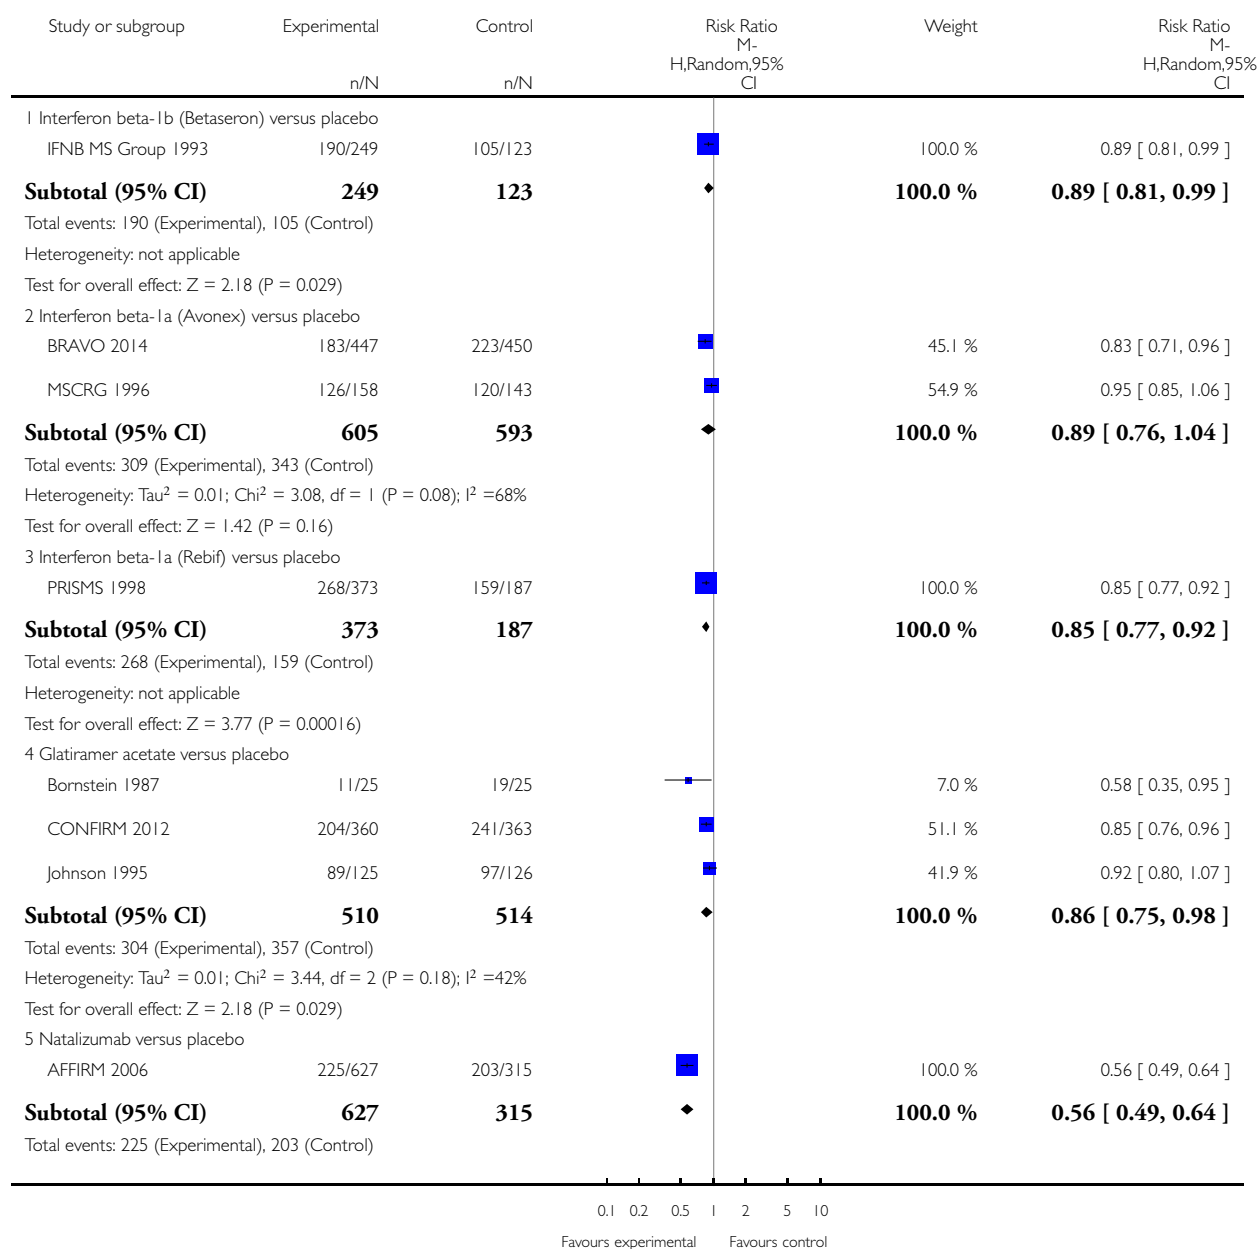 Study or subgroup Experimental Control Risk Ratio Weight Risk Ratio
M- M-
H,Random,95% H,Random,95%
n/N n/N CI CI
1 Interferon beta-1b (Betaseron) versus placebo
IFNB MS Group 1993 190/249 105/123 100.0 % 0.89 [ 0.81, 0.99 ]
Subtotal (95% CI) 249 123 100.0 % 0.89 [ 0.81, 0.99 ]
Total events: 190 (Experimental), 105 (Control)
Heterogeneity: not applicable
Test for overall effect: Z = 2.18 (P = 0.029)
2 Interferon beta-1a (Avonex) versus placebo
BRAVO 2014 183/447 223/450 45.1 % 0.83 [ 0.71, 0.96 ]
MSCRG 1996 126/158 120/143 54.9 % 0.95 [ 0.85, 1.06 ]
Subtotal (95% CI) 605 593 100.0 % 0.89 [ 0.76, 1.04 ]
Total events: 309 (Experimental), 343 (Control)
Heterogeneity: Tau² = 0.01; Chi² = 3.08, df = 1 (P = 0.08); I² =68%
Test for overall effect: Z = 1.42 (P = 0.16)
3 Interferon beta-1a (Rebif) versus placebo
PRISMS 1998 268/373 159/187 100.0 % 0.85 [ 0.77, 0.92 ]
Subtotal (95% CI) 373 187 100.0 % 0.85 [ 0.77, 0.92 ]
Total events: 268 (Experimental), 159 (Control)
Heterogeneity: not applicable
Test for overall effect: Z = 3.77 (P = 0.00016)
4 Glatiramer acetate versus placebo
Bornstein 1987 11/25 19/25 7.0 % 0.58 [ 0.35, 0.95 ]
CONFIRM 2012 204/360 241/363 51.1 % 0.85 [ 0.76, 0.96 ]
Johnson 1995 89/125 97/126 41.9 % 0.92 [ 0.80, 1.07 ]
Subtotal (95% CI) 510 514 100.0 % 0.86 [ 0.75, 0.98 ]
Total events: 304 (Experimental), 357 (Control)
Heterogeneity: Tau² = 0.01; Chi² = 3.44, df = 2 (P = 0.18); I² =42%
Test for overall effect: Z = 2.18 (P = 0.029)
5 Natalizumab versus placebo
AFFIRM 2006 225/627 203/315 100.0 % 0.56 [ 0.49, 0.64 ]
Subtotal (95% CI) 627 315 100.0 % 0.56 [ 0.49, 0.64 ]
Total events: 225 (Experimental), 203 (Control)
0.1 0.2 0.5 1 2 5 10
Favours experimental Favours control